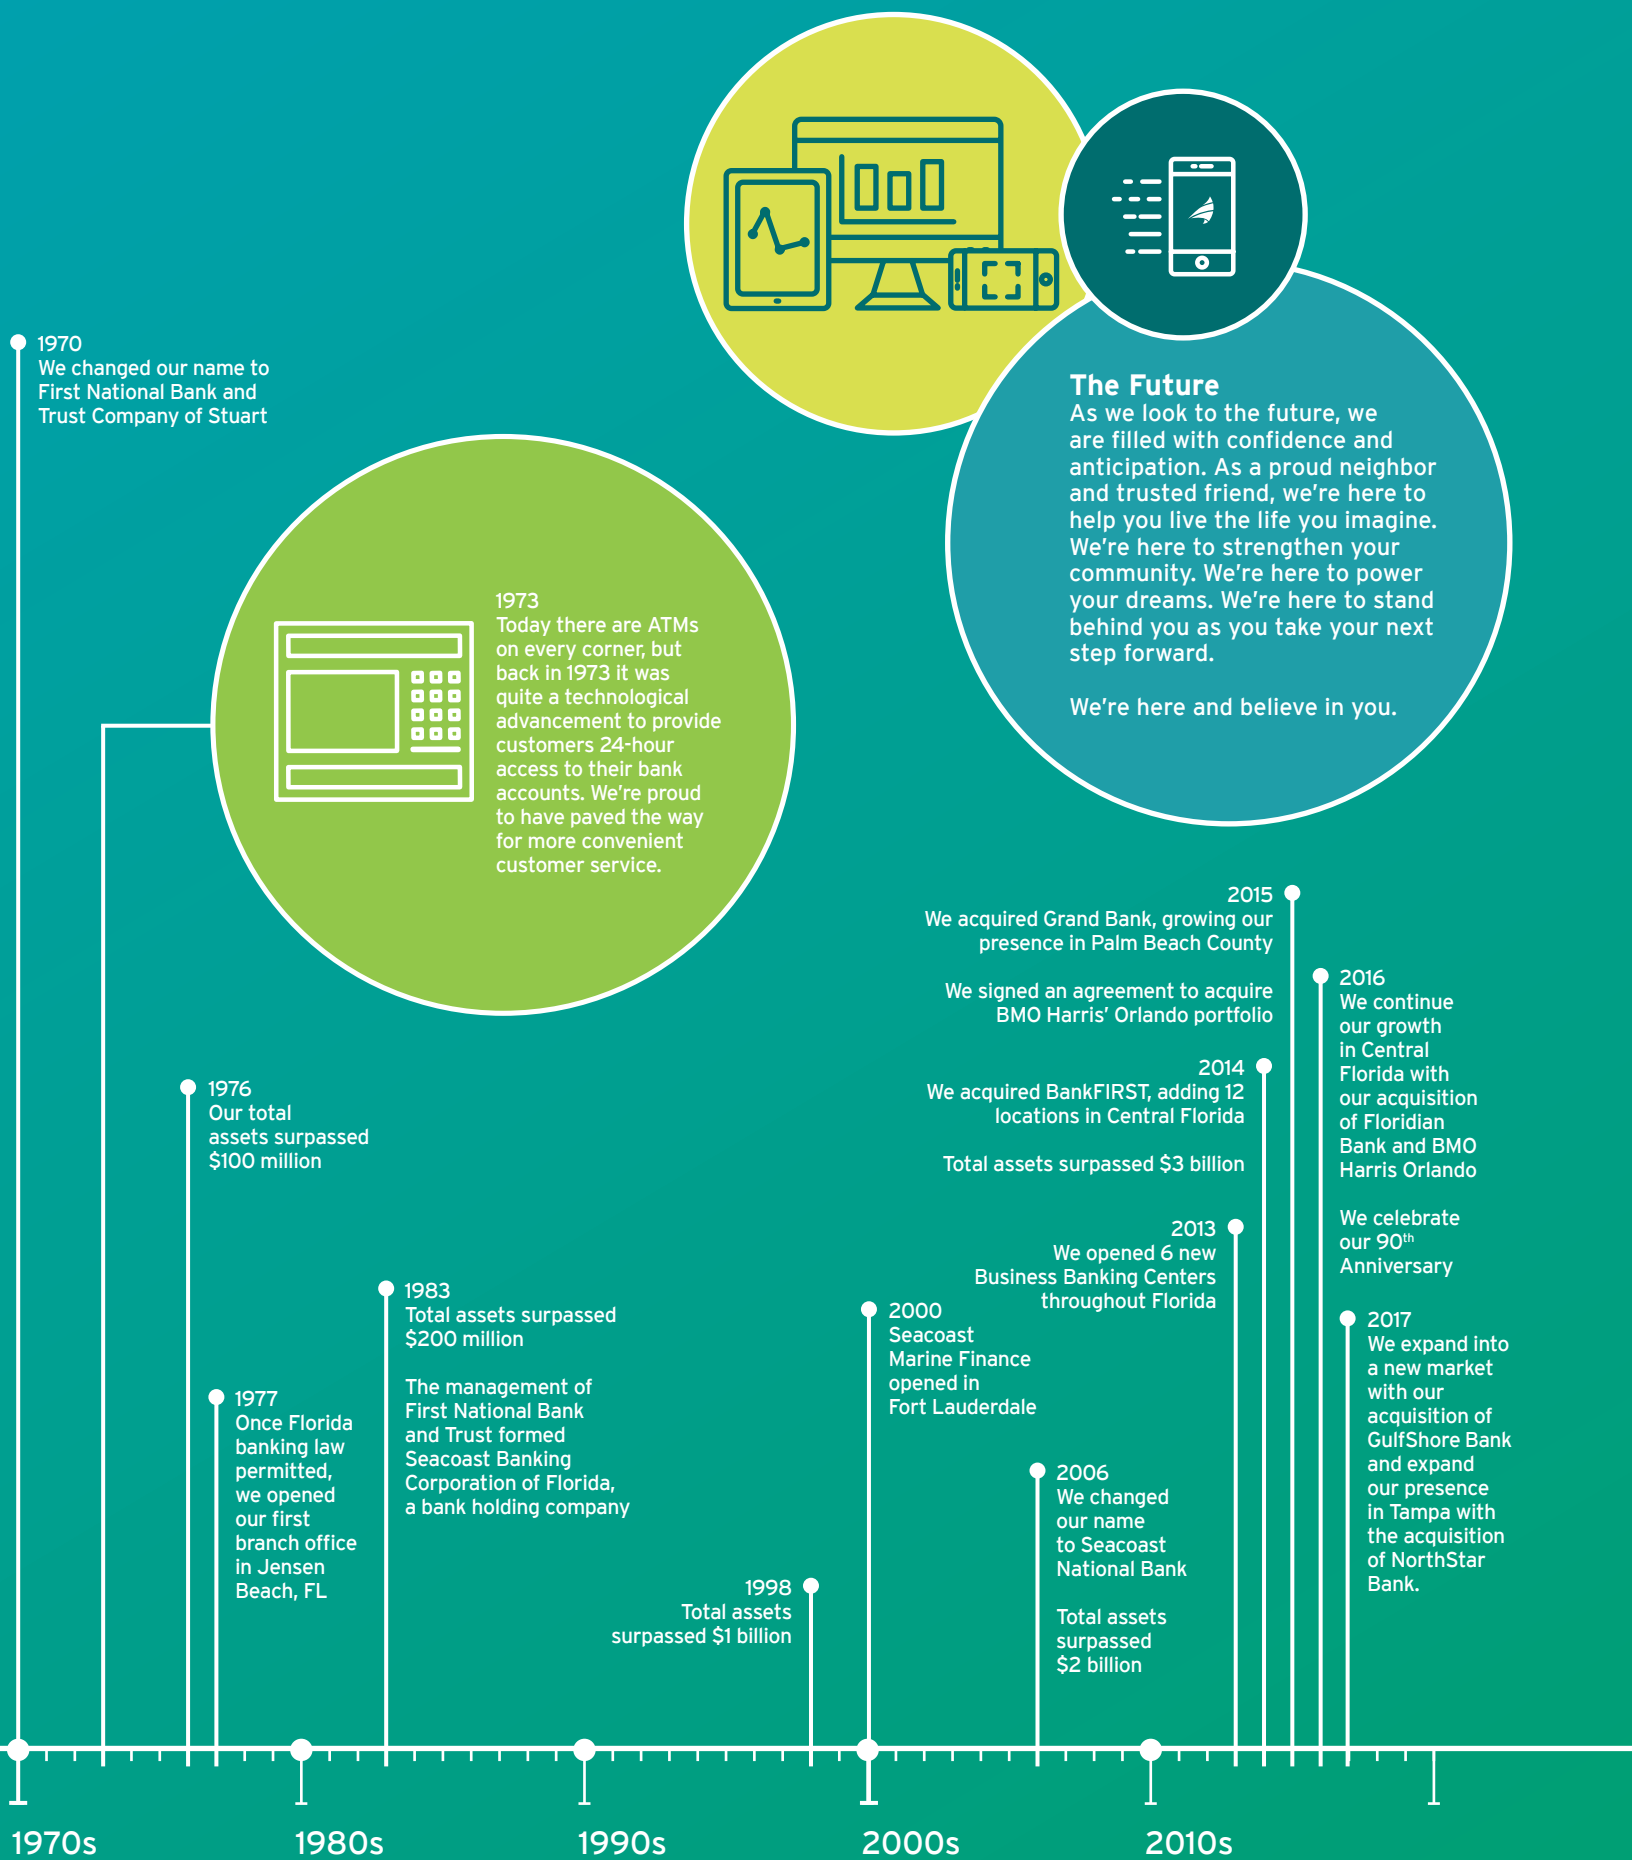 1970
We changed our name to
First National Bank and
Trust Company of Stuart
1973
Today there are ATMs
on every corner, but
back in 1973 it was
quite a technological
advancement to provide
customers 24-hour
access to their bank
accounts. We're proud
to have paved the way
for more convenient
customer service.
The Future
As we look to the future, we
are filled with confidence and
anticipation. As a proud neighbor
and trusted friend, we're here to
help you live the life you imagine.
We're here to strengthen your
community. We're here to power
your dreams. We're here to stand
behind you as you take your next
step forward.
We're here and believe in you.
1976
Our total
assets surpassed
$100 million
1977
Once Florida
banking law
permitted,
we opened
our first
branch office
in Jensen
Beach, FL
1983
Total assets surpassed
$200 million
The management of
First National Bank
and Trust formed
Seacoast Banking
Corporation of Florida,
a bank holding company
1998
Total assets
surpassed $1 billion
2000
Seacoast
Marine Finance
opened in
Fort Lauderdale
2006
We changed
our name
to Seacoast
National Bank
Total assets
surpassed
$2 billion
2013
We opened 6 new
Business Banking Centers
throughout Florida
2014
We acquired BankFIRST, adding 12
locations in Central Florida
Total assets surpassed $3 billion
2015
We acquired Grand Bank, growing our
presence in Palm Beach County
We signed an agreement to acquire
BMO Harris' Orlando portfolio
2016
We continue
our growth
in Central
Florida with
our acquisition
of Floridian
Bank and BMO
Harris Orlando
We celebrate
our 90th
Anniversary
2017
We expand into
a new market
with our
acquisition of
GulfShore Bank
and expand
our presence
in Tampa with
the acquisition
of NorthStar
Bank.
1970s
1980s
1990s
2000s
2010s